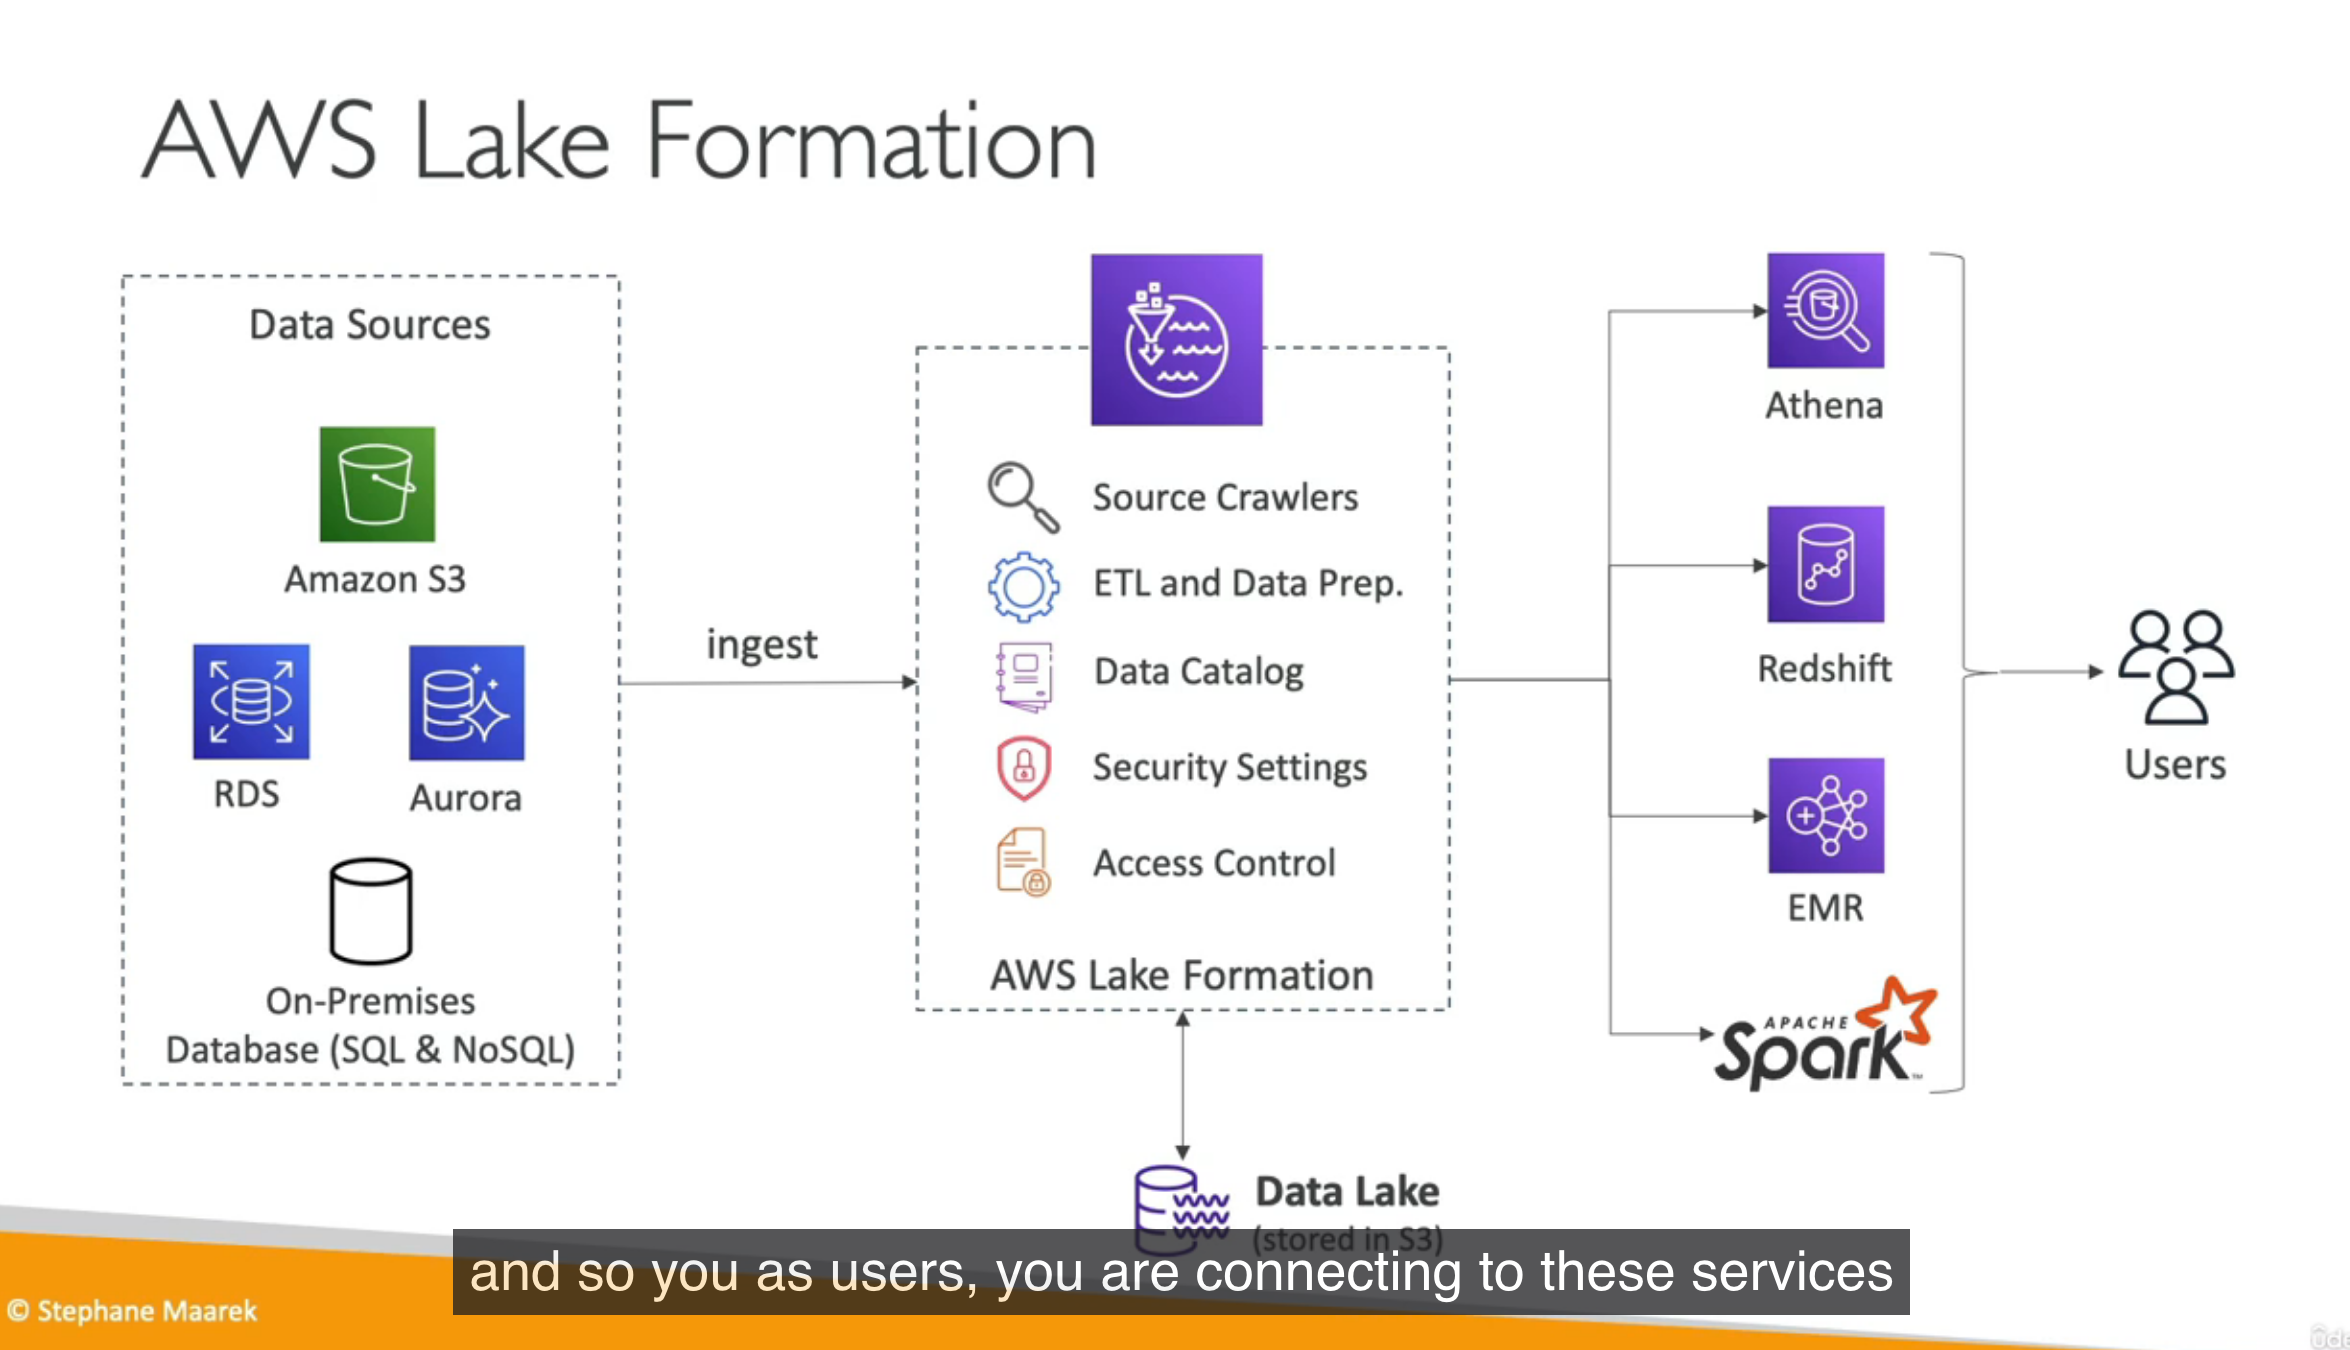 AWS Lake Formation
Data Sources
Amazon S3
RDS
Aurora
On-Premises
Database (SQL & NoSQL)
ingest
Source Crawlers
ETL and Data Prep.
Data Catalog
Security Settings
Access Control
AWS Lake Formation
Data Lake
(stored in S3)
Athena
Redshift
EMR
APACHE
Spark™
Users
and so you as users, you are connecting to these services
© Stephane Maarek